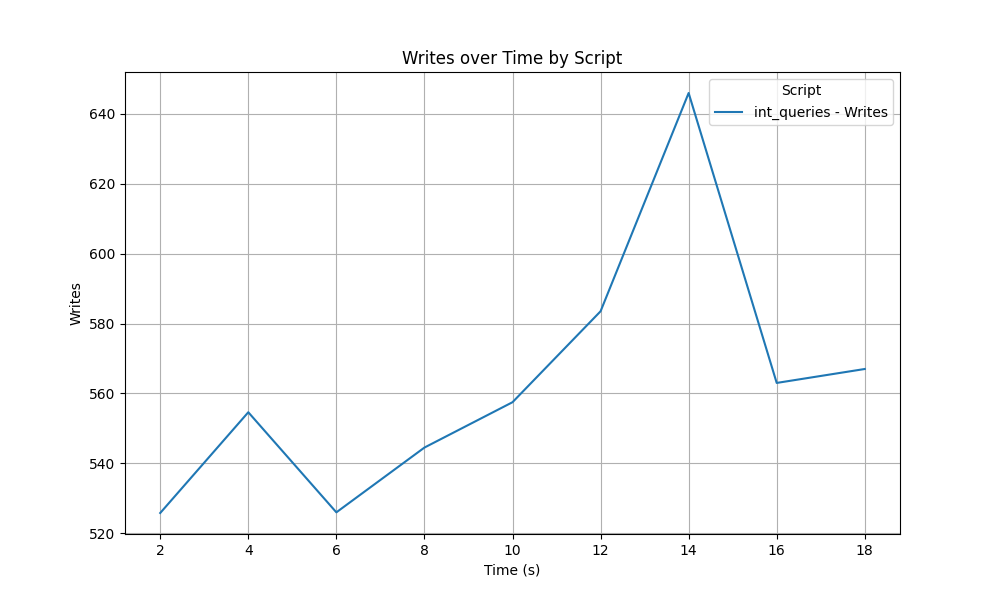 Writes over Time by Script
Script
int_queries - Writes
Writes
640
620
600
580
560
540
520
2 4 6 8 10 12 14 16 18
Time (s)